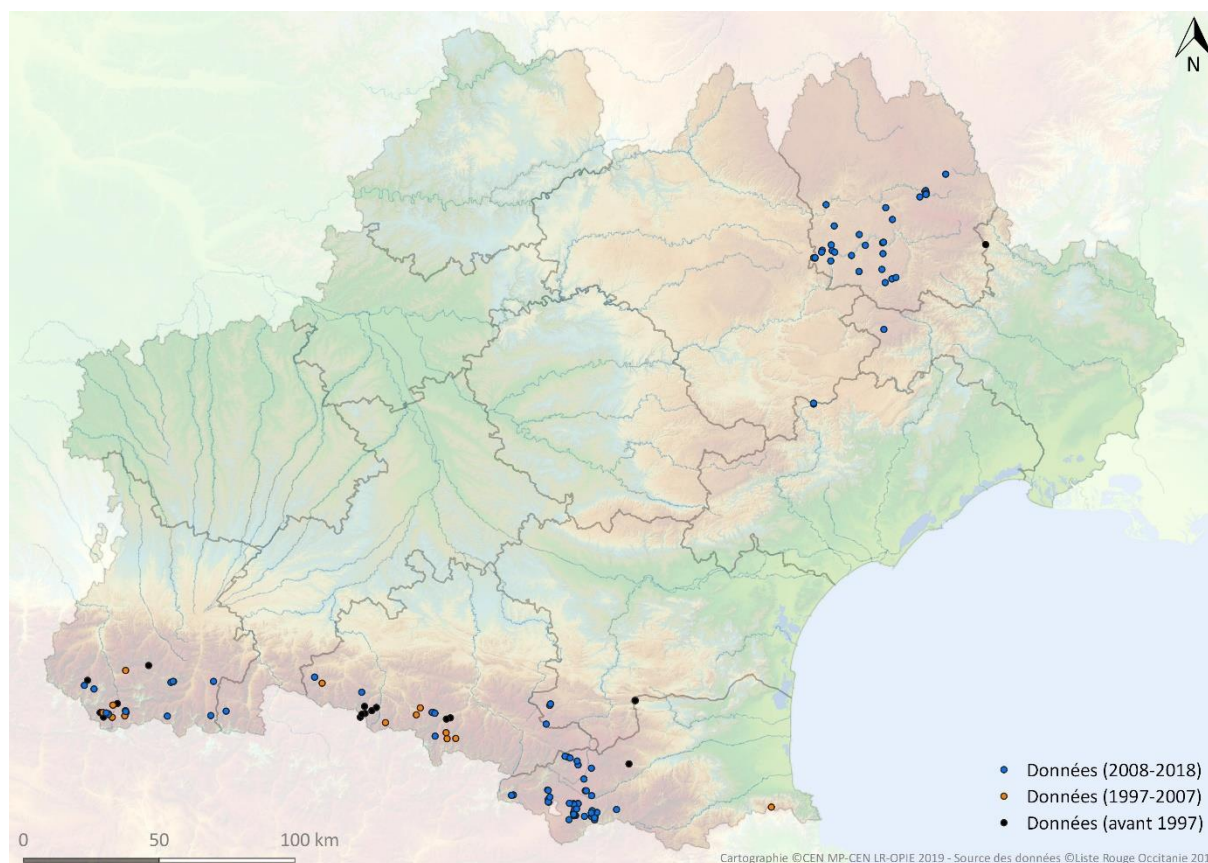 N
Données (2008-2018)
Données (1997-2007)
Données (avant 1997)
0 50 100 km
Cartographie ©CEN MP-CEN LR-OPIE 2019 - Source des données ©Liste Rouge Occitanie 201